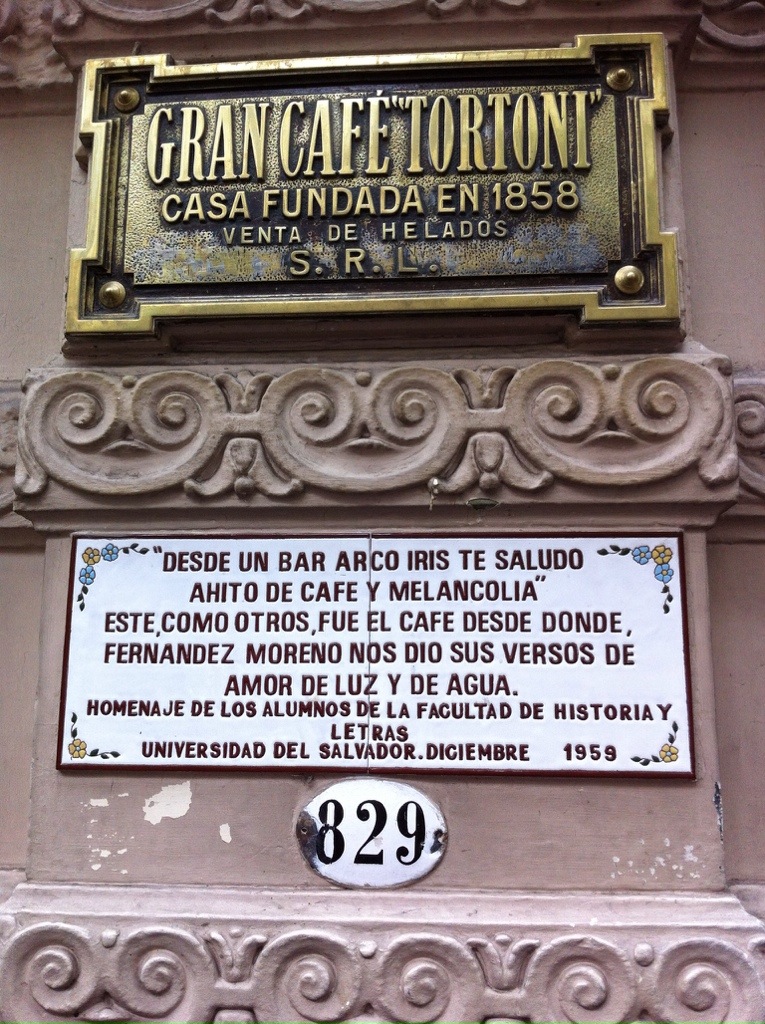 GRAN CAFÉ "TORTONI"
CASA FUNDADA EN 1858
VENTA DE HELADOS
S. R. L.
"DESDE UN BAR ARCO IRIS TE SALUDO
AHITO DE CAFE Y MELANCOLIA"
ESTE, COMO OTROS, FUE EL CAFE DESDE DONDE,
FERNANDEZ MORENO NOS DIO SUS VERSOS DE
AMOR DE LUZ Y DE AGUA.
HOMENAJE DE LOS ALUMNOS DE LA FACULTAD DE HISTORIA Y
LETRAS
UNIVERSIDAD DEL SALVADOR. DICIEMBRE 1959
829